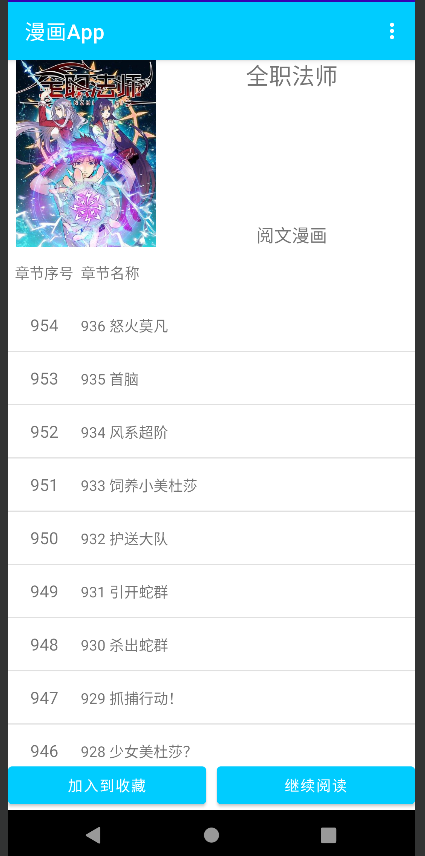 漫画App
全职法师
全职法师
阅文漫画
章节序号 章节名称
954 936 怒火莫凡
953 935 首脑
952 934 风系超阶
951 933 饲养小美杜莎
950 932 护送大队
949 931 引开蛇群
948 930 杀出蛇群
947 929 抓捕行动！
946 928 少女美杜莎？
加入到收藏 继续阅读